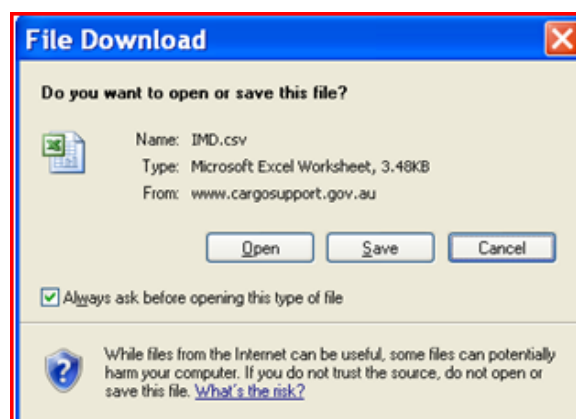 File Download
Do you want to open or save this file?
Name: IMD.csv
Type: Microsoft Excel Worksheet, 3.48KB
From: www.cargosupport.gov.au
Open Save Cancel
Always ask before opening this type of file
While files from the Internet can be useful, some files can potentially
harm your computer. If you do not trust the source, do not open or
save this file. What's the risk?